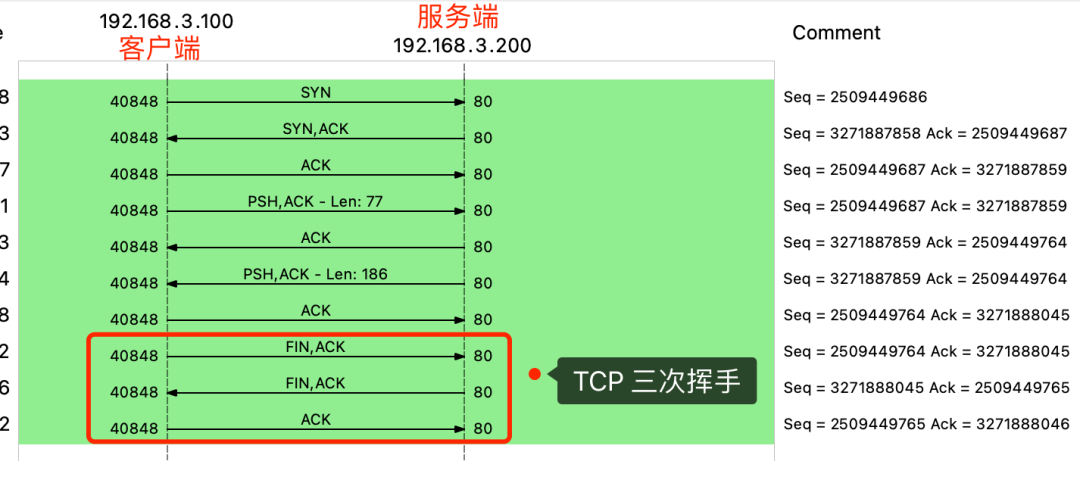 192.168.3.100 服务端
客户端 192.168.3.200 Comment
e
8 40848 SYN 80 Seq = 2509449686
3 40848 SYN,ACK 80 Seq = 3271887858 Ack = 2509449687
7 40848 ACK 80 Seq = 2509449687 Ack = 3271887859
1 40848 PSH,ACK - Len: 77 80 Seq = 2509449687 Ack = 3271887859
3 40848 ACK 80 Seq = 3271887859 Ack = 2509449764
4 40848 PSH,ACK - Len: 186 80 Seq = 3271887859 Ack = 2509449764
8 40848 ACK 80 Seq = 2509449764 Ack = 3271888045
2 40848 FIN,ACK 80 Seq = 2509449764 Ack = 3271888045
6 40848 FIN,ACK 80 TCP 三次挥手 Seq = 3271888045 Ack = 2509449765
2 40848 ACK 80 Seq = 2509449765 Ack = 3271888046